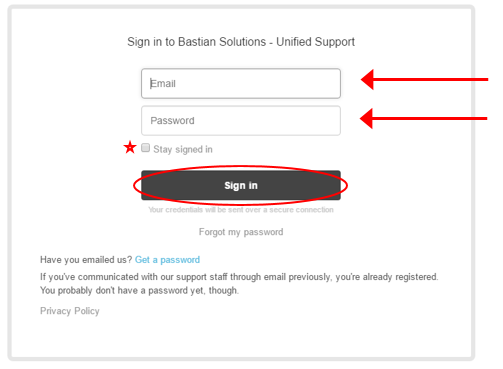 Sign in to Bastian Solutions - Unified Support
Email
Password
Stay signed in
Sign in
Your credentials will be sent over a secure connection
Forgot my password
Have you emailed us? Get a password
If you've communicated with our support staff through email previously, you're already registered.
You probably don't have a password yet, though.
Privacy Policy